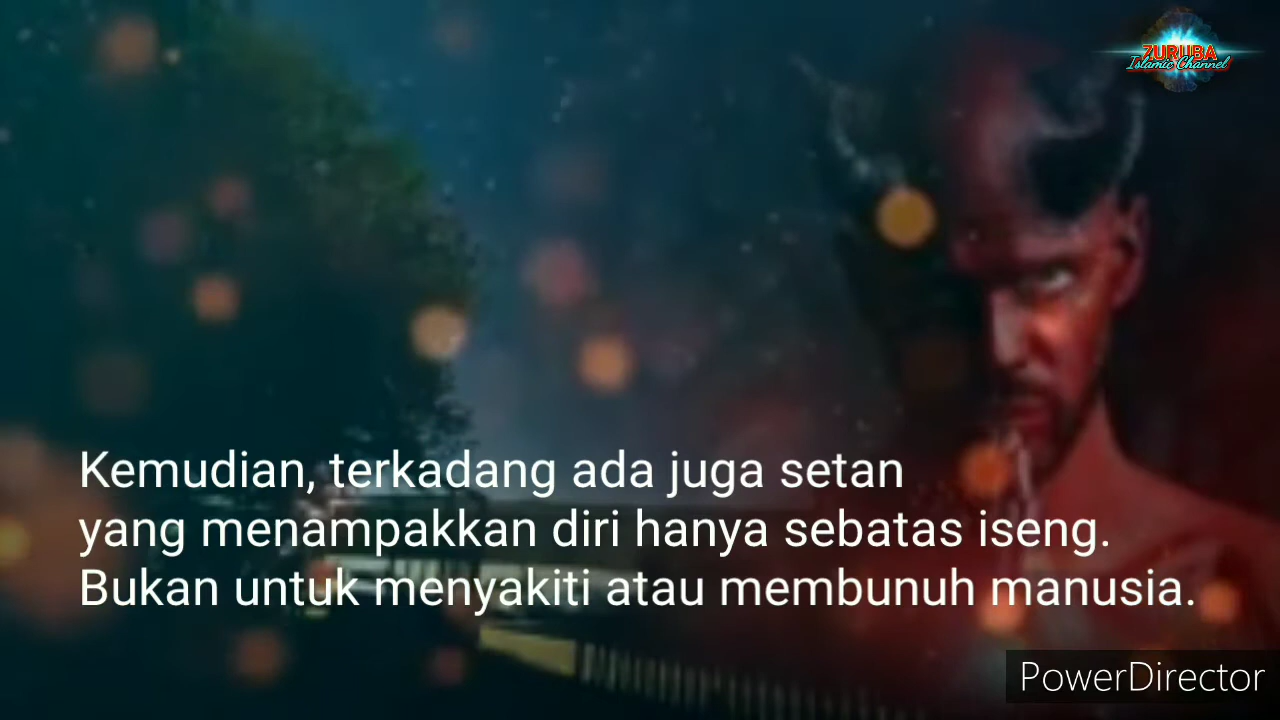 ZURUBA
Islamic Channel
Kemudian, terkadang ada juga setan
yang menampakkan diri hanya sebatas iseng.
Bukan untuk menyakiti atau membunuh manusia.
PowerDirector